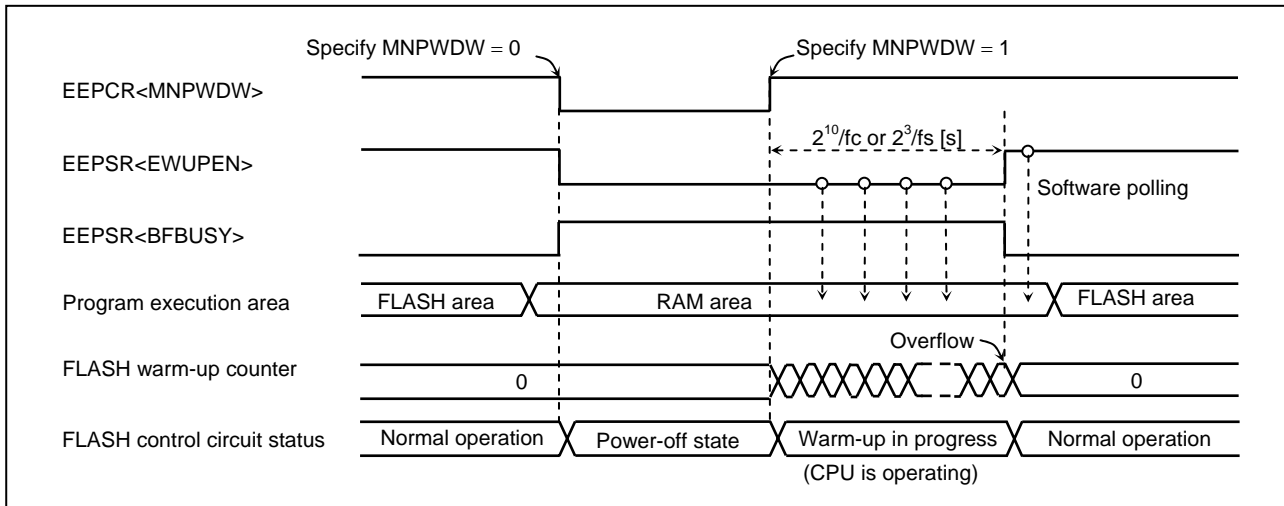 Specify MNPWDW = 0
Specify MNPWDW = 1
EEPCR<MNPWDW>
2^10/fc or 2^3/fs [s]
EEPSR<EWUPEN>
Software polling
EEPSR<BFBUSY>
Program execution area
FLASH area
RAM area
FLASH area
Overflow
FLASH warm-up counter
0
0
FLASH control circuit status
Normal operation
Power-off state
Warm-up in progress
Normal operation
(CPU is operating)